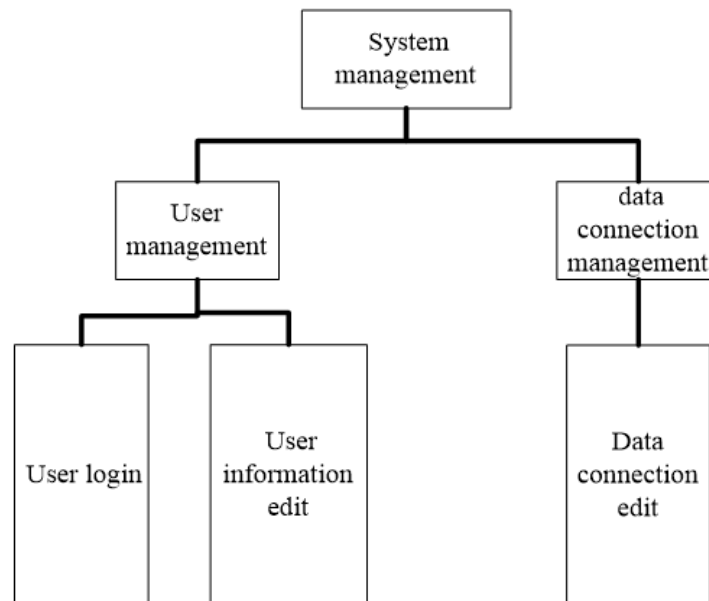 System
management
User
management
data
connection
management
User login
User
information
edit
Data
connection
edit